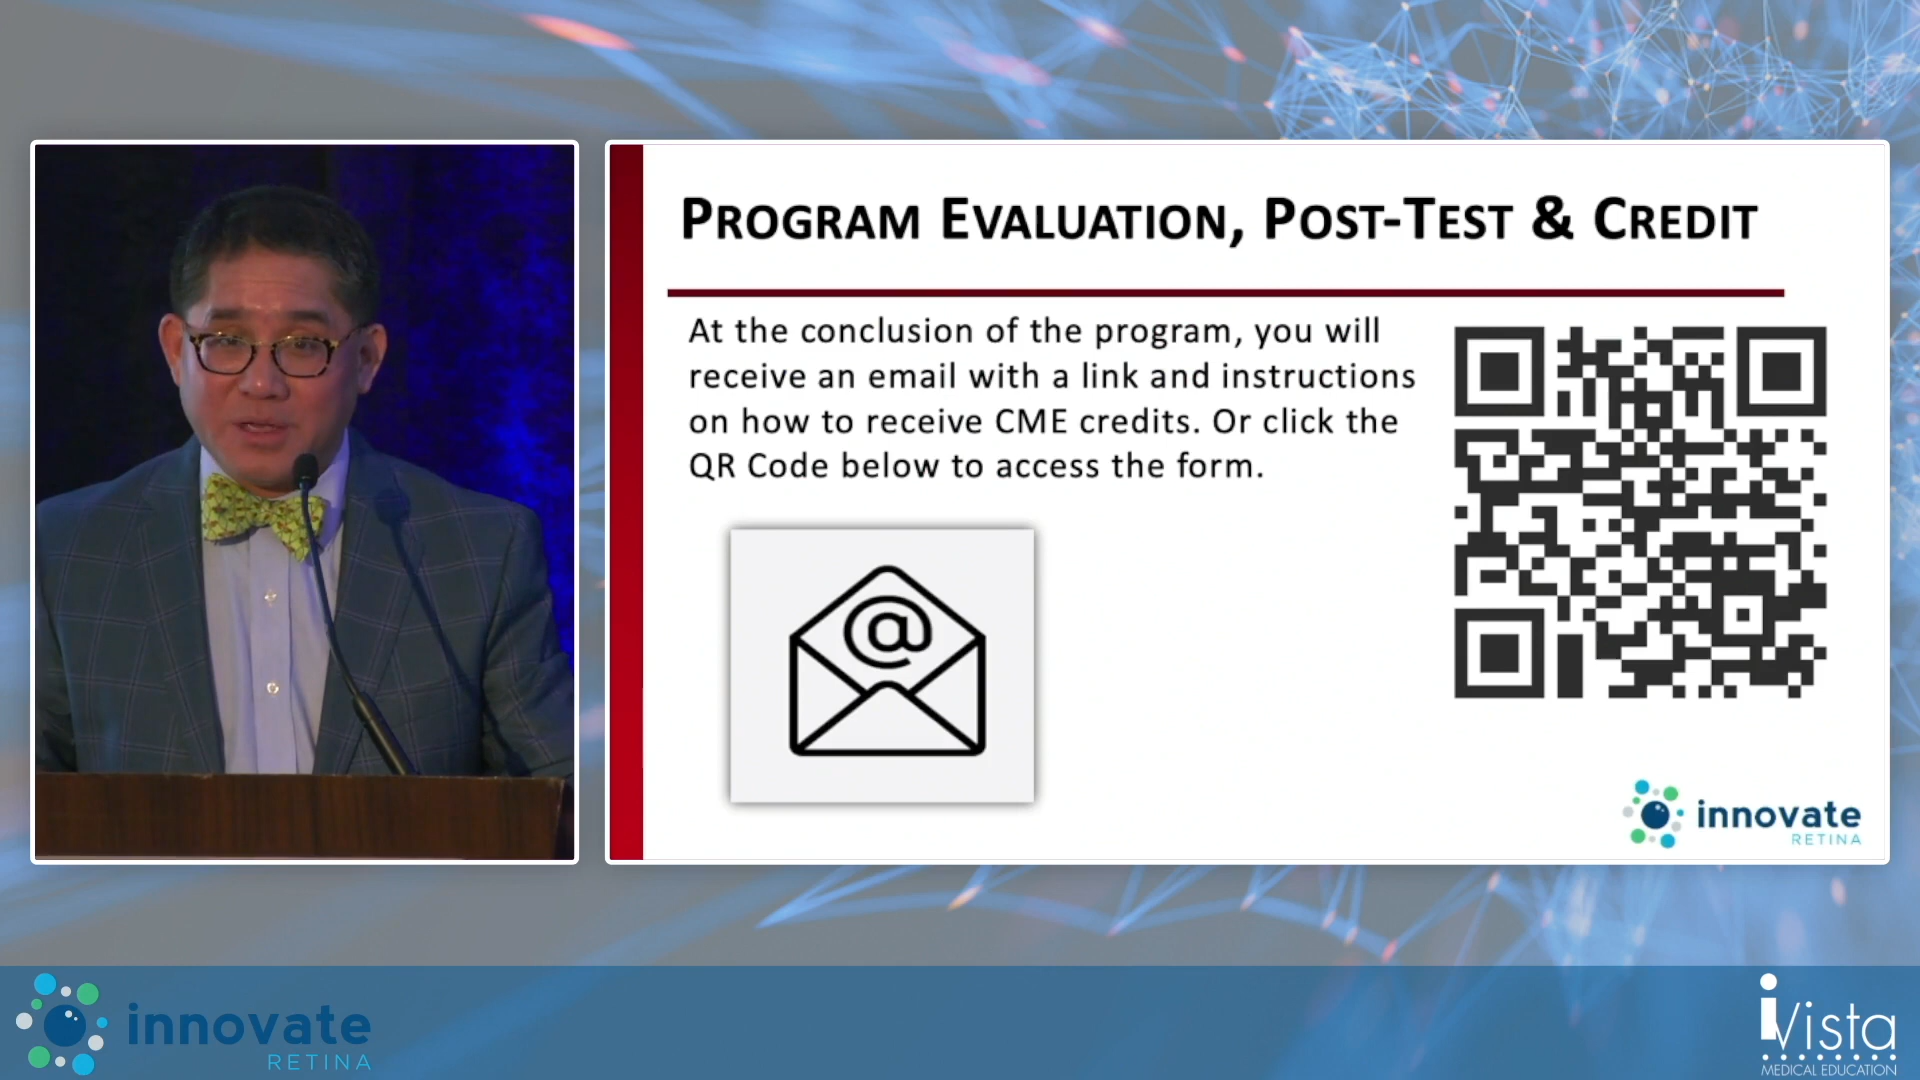 PROGRAM EVALUATION, POST-TEST & CREDIT
At the conclusion of the program, you will
receive an email with a link and instructions
on how to receive CME credits. Or click the
QR Code below to access the form.
@
innovate
RETINA
innovate
RETINA
iVista
MEDICAL EDUCATION